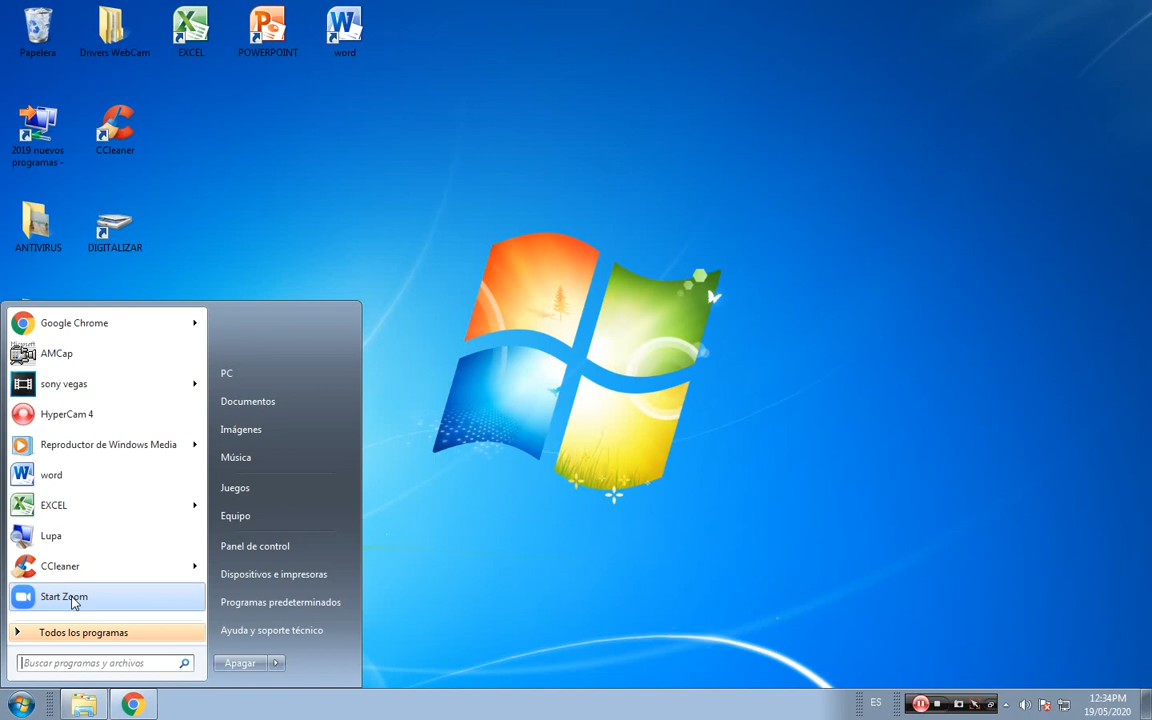 Papelera
Drivers WebCam
EXCEL
POWERPOINT
word
2019 nuevos
programas -
CCleaner
ANTIVIRUS
DIGITALIZAR
Google Chrome
Microsoft
AMCap
sony vegas
HyperCam 4
Reproductor de Windows Media
word
EXCEL
Lupa
CCleaner
Start Zoom
Todos los programas
Buscar programas y archivos
PC
Documentos
Imágenes
Música
Juegos
Equipo
Panel de control
Dispositivos e impresoras
Programas predeterminados
Ayuda y soporte técnico
Apagar
ES
12:34PM
19/05/2020